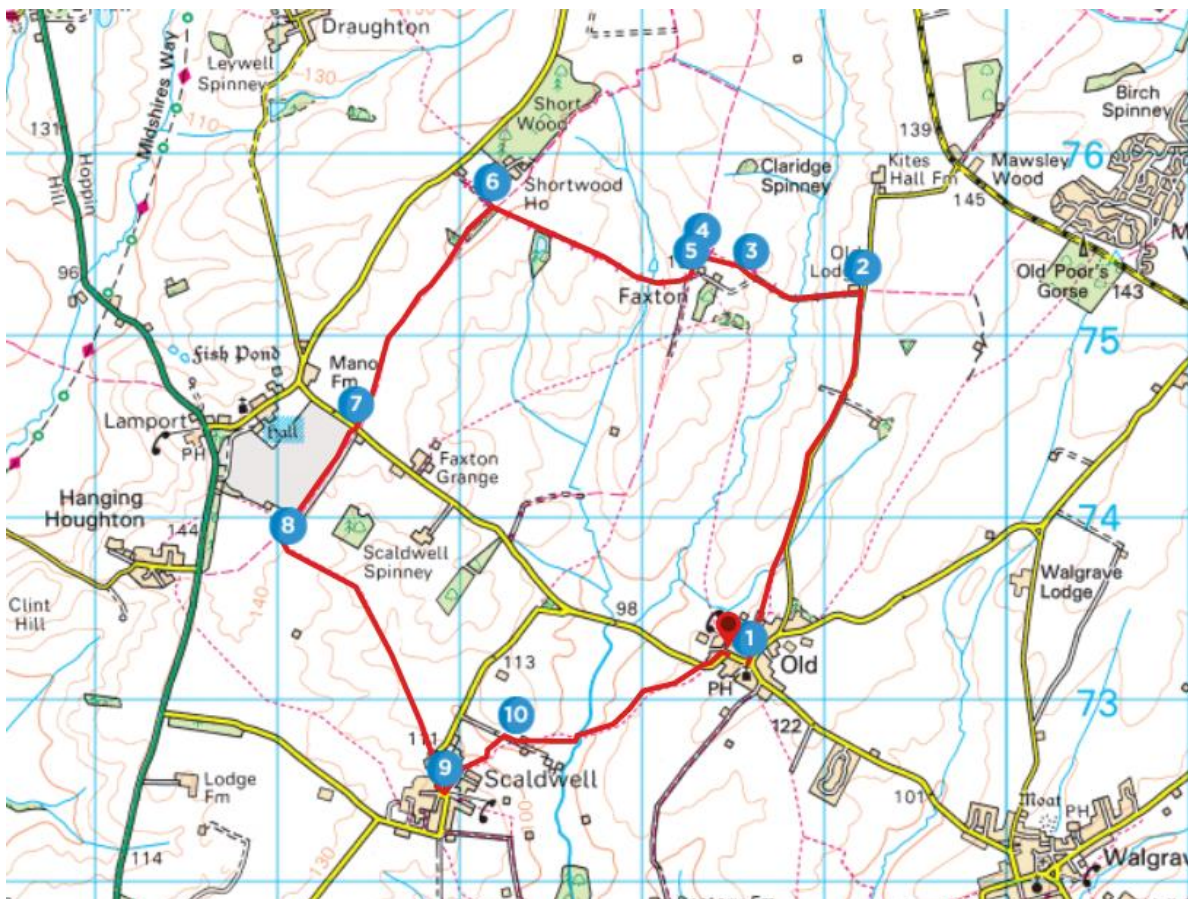 Draughton
Leywell
Spinney
130
110
Midshires Way
131
Hoppin
Hill
Short
Wood
Birch
Spinney
139
76
Kites
Hall Fm
Mawsley
Wood
145
Claridge
Spinney
6
Shortwood
Ho
4
5
3
2
Old
Lod
Faxton
M
Old Poor's
Gorse
143
96
75
Fish Pond
Mano
Fm
7
Lamport
Hall
PH
Faxton
Grange
Hanging
Houghton
144
8
Scaldwell
Spinney
74
Clint
Hill
140
98
Walgrave
Lodge
1
Old
PH
113
10
73
122
111
9
Scaldwell
Lodge
Fm
100
101
Moat
PH
Walgrav
114
130